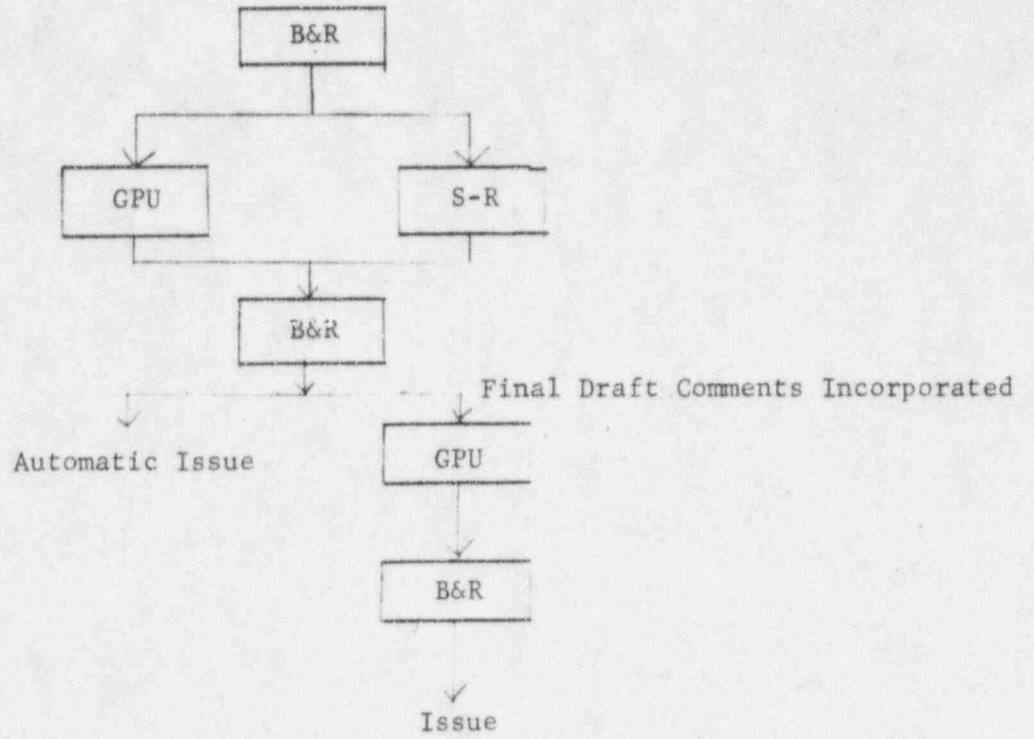 B&R
GPU
S-R
B&R
Final Draft Comments Incorporated
Automatic Issue
GPU
B&R
Issue